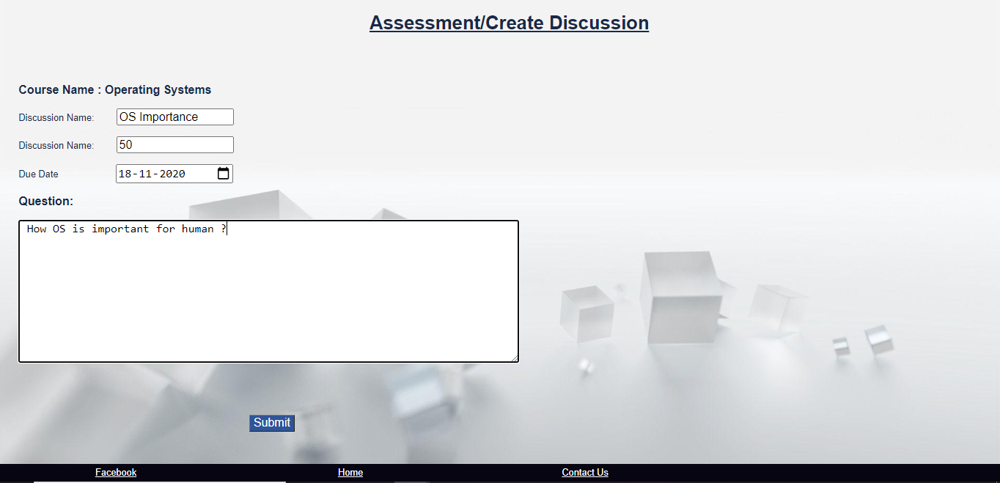 Assessment/Create Discussion
Course Name : Operating Systems
Discussion Name: OS Importance
Discussion Name: 50
Due Date 18-11-2020
Question:
How OS is important for human ?
Submit
Facebook Home Contact Us